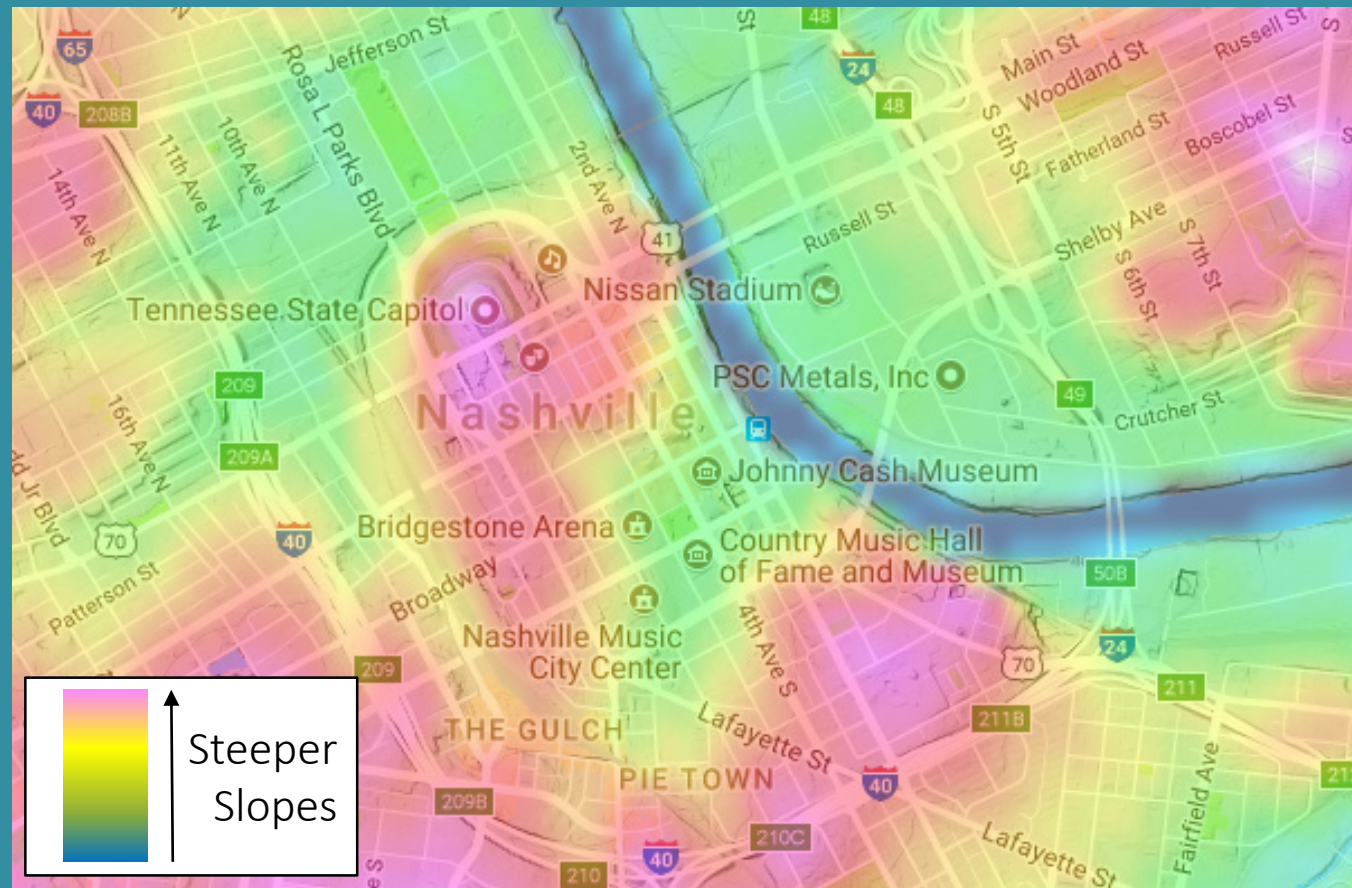 N
St
48
65
Jefferson St
Main St
Russell St
S
24
Woodland St
40
208B
48
Rosa L Parks Blvd
10th Ave N
11th Ave N
S 5th St
Boscobel St
Fatherland St
S
2nd Ave N
14th Ave N
Russell St
Shelby Ave
41
S 7th St
S 6th St
Nissan Stadium
Tennessee State Capitol
PSC Metals, Inc
209
49
Nashville
Crutcher St
16th Ave N
209A
Johnny Cash Museum
dd Jr Blvd
Bridgestone Arena
70
40
Country Music Hall
of Fame and Museum
50B
Patterson St
Broadway
4th Ave S
Nashville Music
City Center
24
70
209
211
211B
THE GULCH
Lafayette St
Steeper
Slopes
PIE TOWN
40
21
209B
Fairfield Ave
210C
Lafayette St
40
210
e S